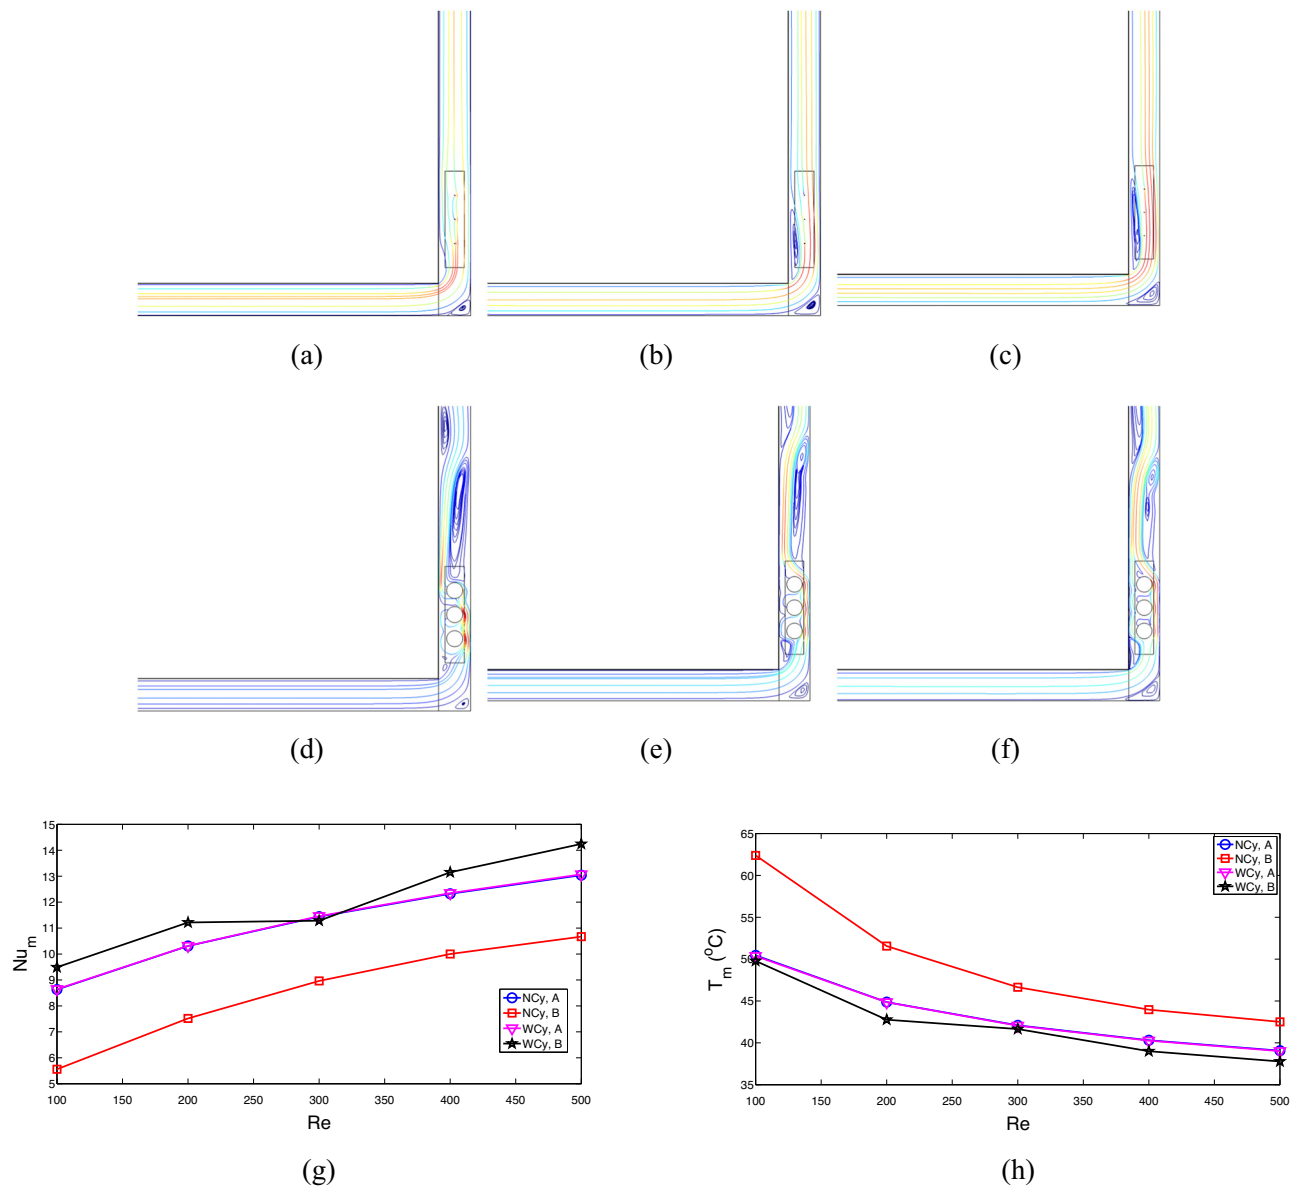 (a) (b) (c)
(d) (e) (f)
15
14
13
12
11
10
9
8
7
6
5
Nu_m
100 150 200 250 300 350 400 450 500
Re
NCy, A
NCy, B
WCy, A
WCy, B
(g)
65
60
55
50
45
40
35
T_m (°C)
100 150 200 250 300 350 400 450 500
Re
NCy, A
NCy, B
WCy, A
WCy, B
(h)